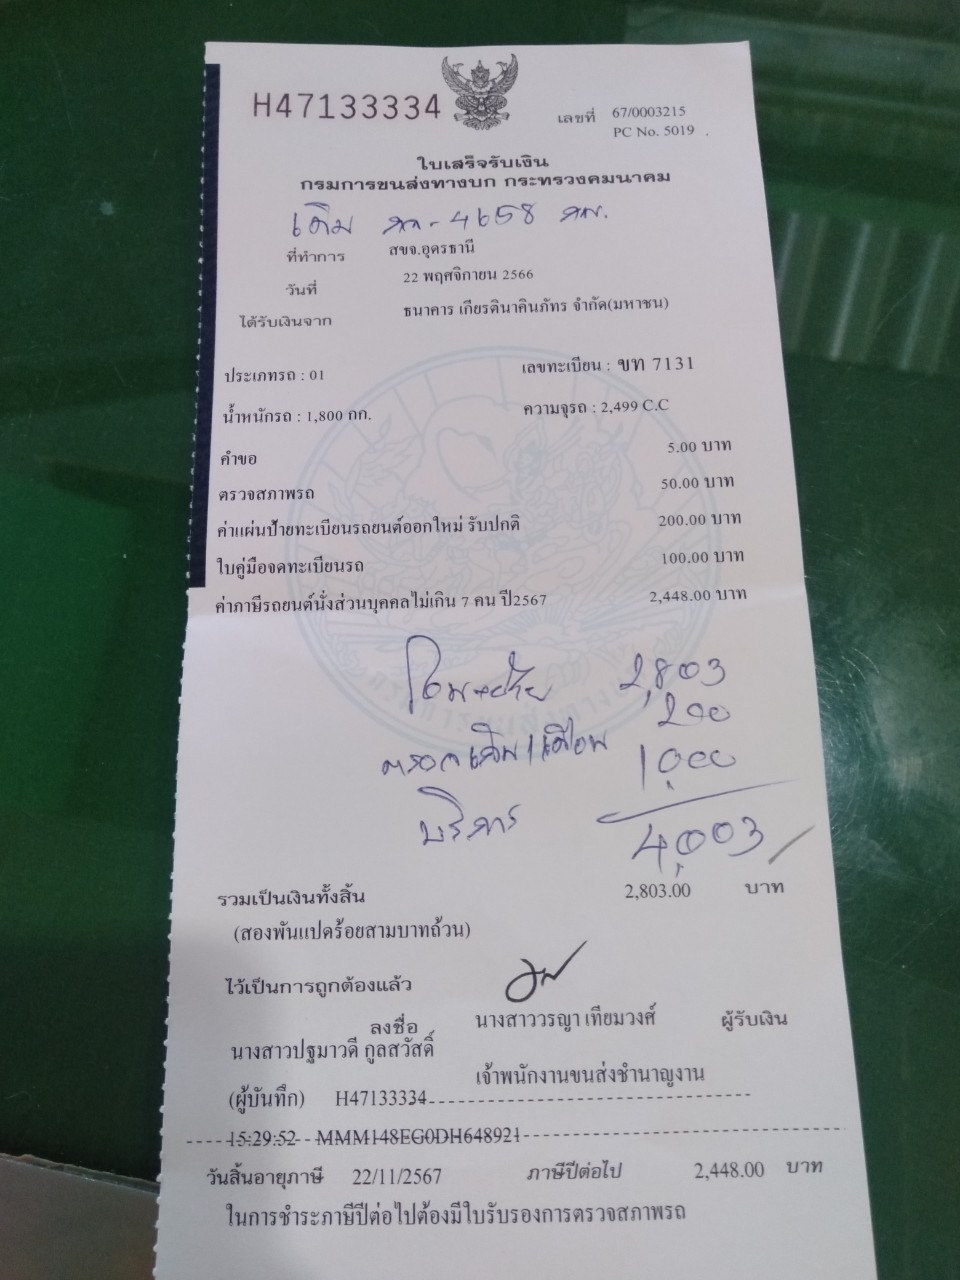 H47133334
เลขที่ 67/0003215
PC No. 5019
ใบเสร็จรับเงิน
กรมการขนส่งทางบก กระทรวงคมนาคม
เดิม กก-4658 กพ.
ที่ทำการ สขจ.อุดรธานี
วันที่ 22 พฤศจิกายน 2566
ได้รับเงินจาก ธนาคาร เกียรตินาคินภัทร จำกัด(มหาชน)
ประเภทรถ : 01 เลขทะเบียน : ขท 7131
น้ำหนักรถ : 1,800 กก. ความจุรถ : 2,499 C.C
คำขอ 5.00 บาท
ตรวจสภาพรถ 50.00 บาท
ค่าแผ่นป้ายทะเบียนรถยนต์ออกใหม่ รับปกติ 200.00 บาท
ใบคู่มือจดทะเบียนรถ 100.00 บาท
ค่าภาษีรถยนต์นั่งส่วนบุคคลไม่เกิน 7 คน ปี2567 2,448.00 บาท
โอน+ย้าย 2,803
200
บริการ 1,000
4,003
รวมเป็นเงินทั้งสิ้น 2,803.00 บาท
(สองพันแปดร้อยสามบาทถ้วน)
ไว้เป็นการถูกต้องแล้ว
ลงชื่อ นางสาววรญา เทียมวงศ์ ผู้รับเงิน
นางสาวปฐมาวดี กูลสวัสดิ์
เจ้าพนักงานขนส่งชำนาญงาน
(ผู้บันทึก) H47133334
15:29:52 MMM148EG0DH648921
วันสิ้นอายุภาษี 22/11/2567 ภาษีปีต่อไป 2,448.00 บาท
ในการชำระภาษีปีต่อไปต้องมีใบรับรองการตรวจสภาพรถ